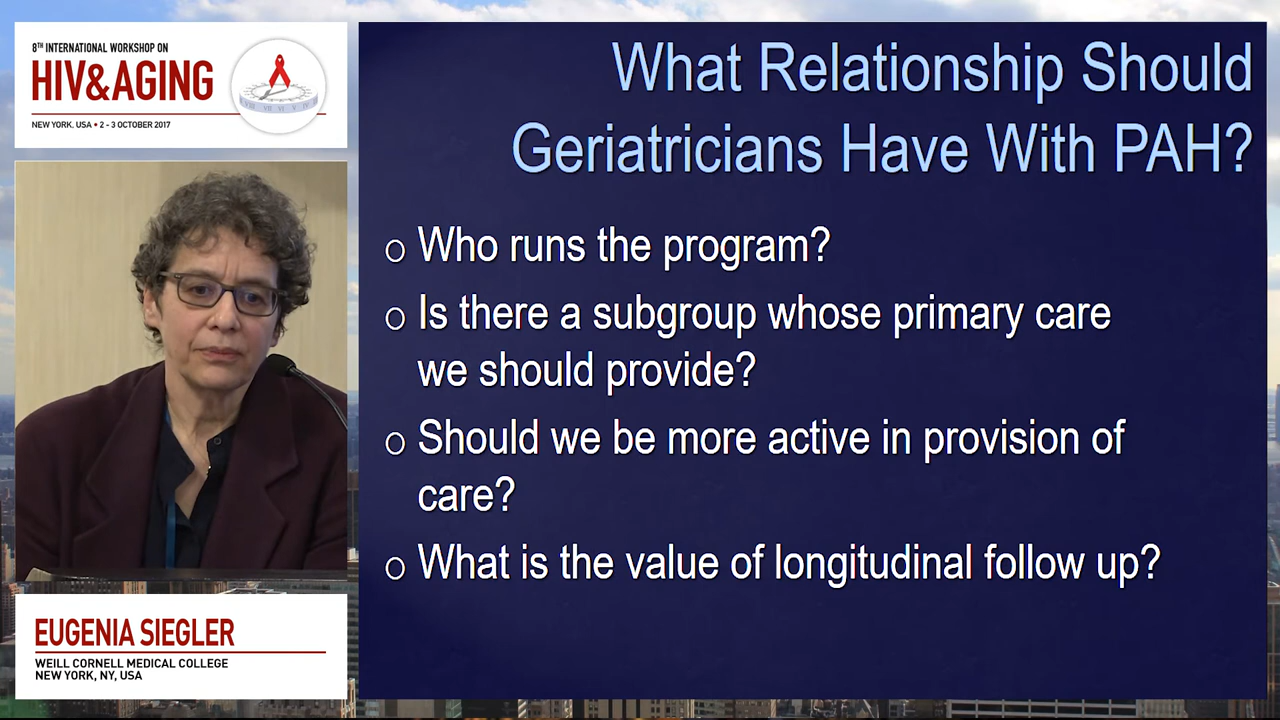 8TH INTERNATIONAL WORKSHOP ON
HIV&AGING
NEW YORK, USA • 2 - 3 OCTOBER 2017
EUGENIA SIEGLER
WEILL CORNELL MEDICAL COLLEGE
NEW YORK, NY, USA
What Relationship Should
Geriatricians Have With PAH?
o Who runs the program?
o Is there a subgroup whose primary care
we should provide?
o Should we be more active in provision of
care?
o What is the value of longitudinal follow up?